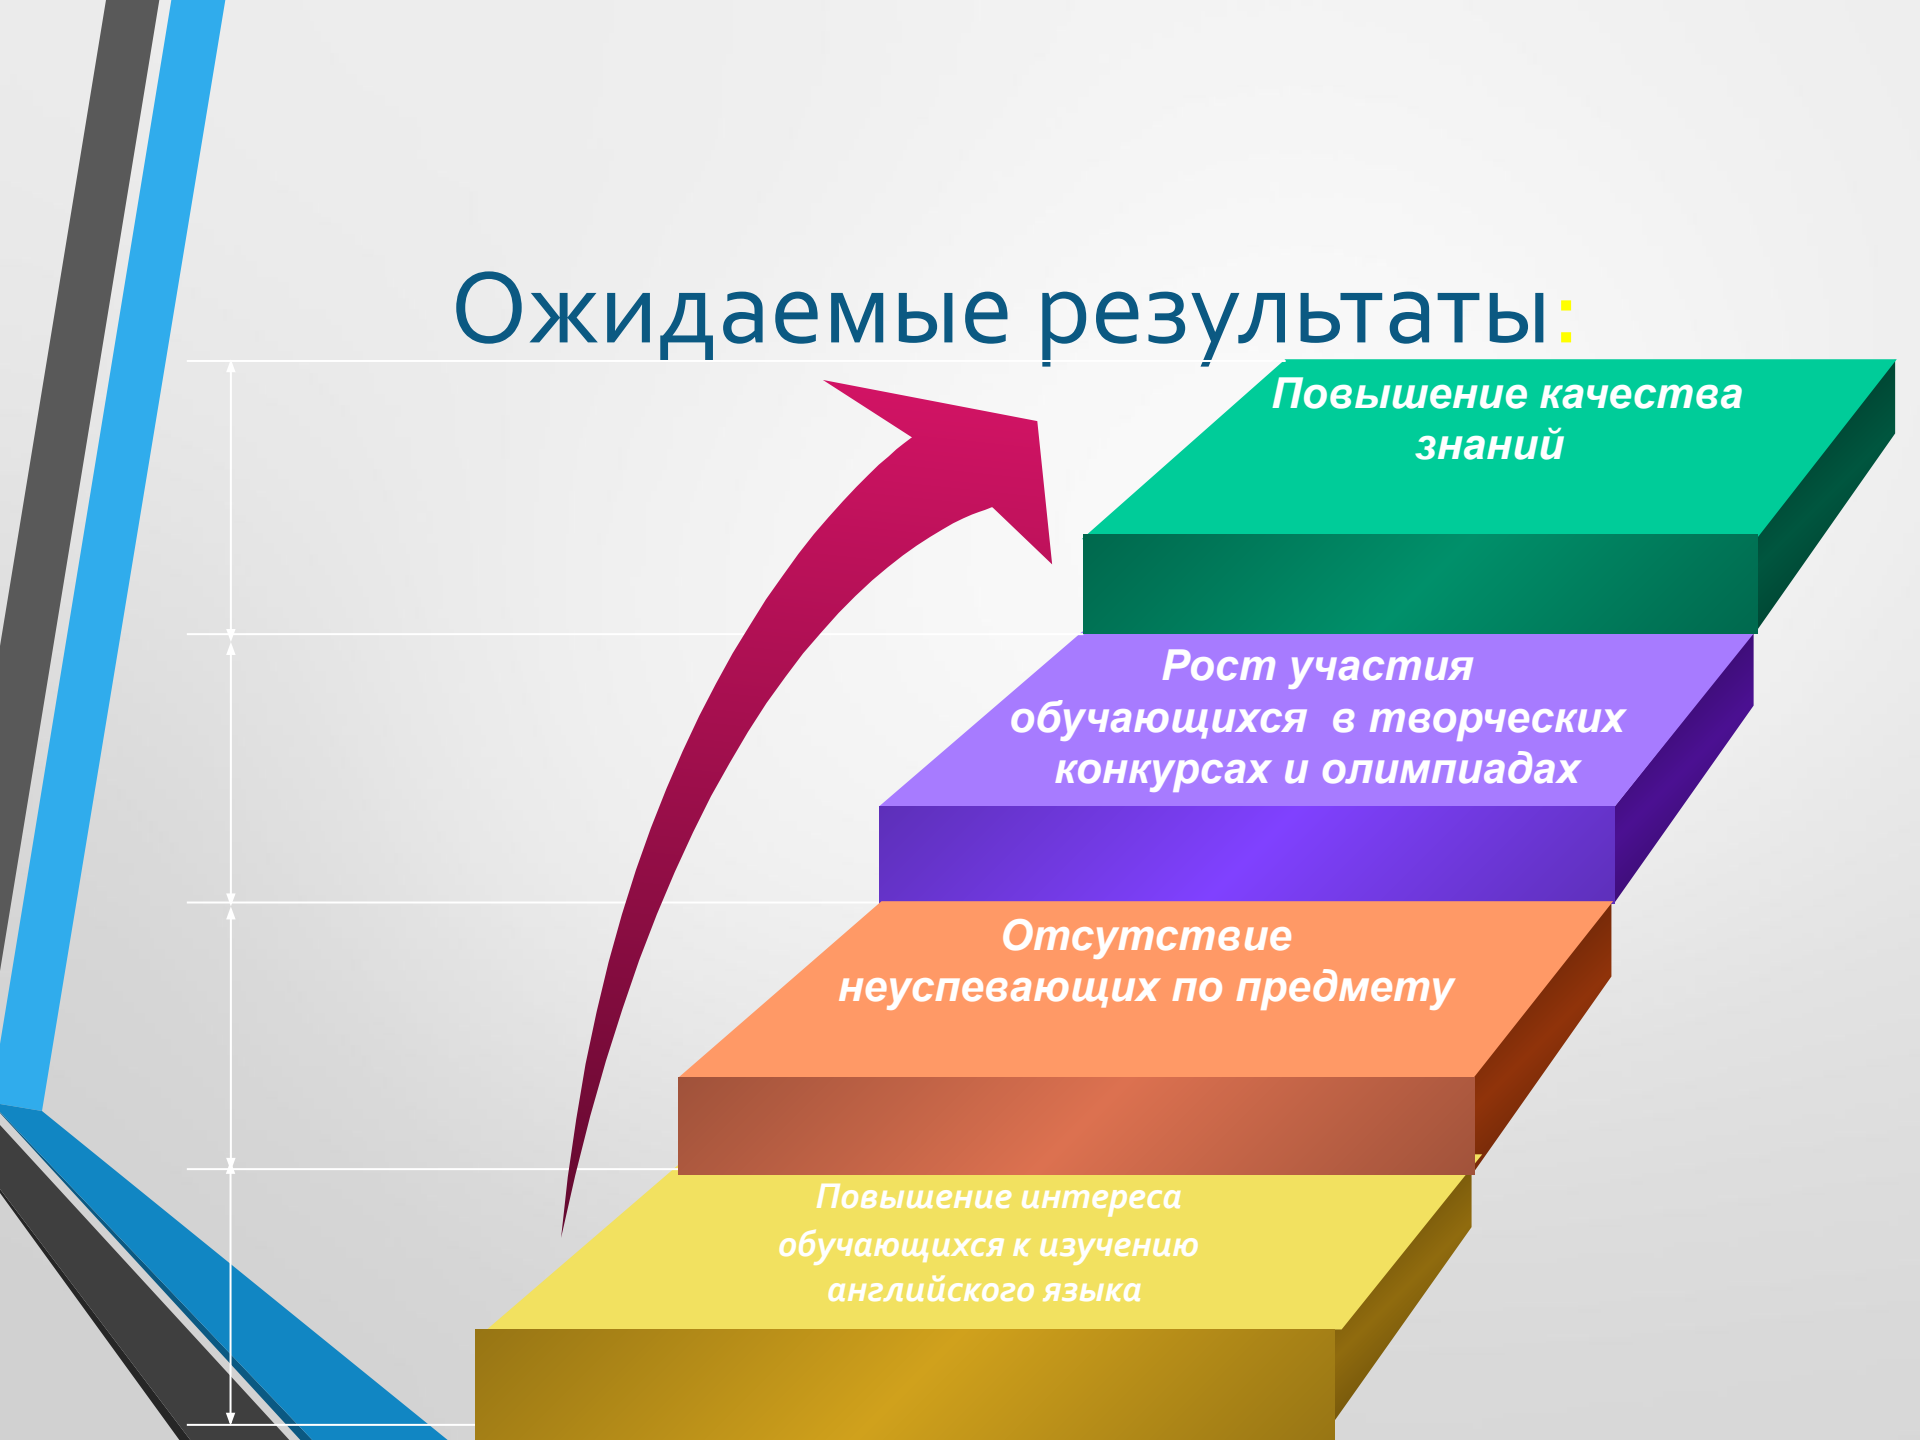 Ожидаемые результаты:
Повышение качества
знаний
Рост участия
обучающихся  в творческих
конкурсах и олимпиадах
Отсутствие
неуспевающих по предмету
Повышение интереса
обучающихся к изучению
английского языка